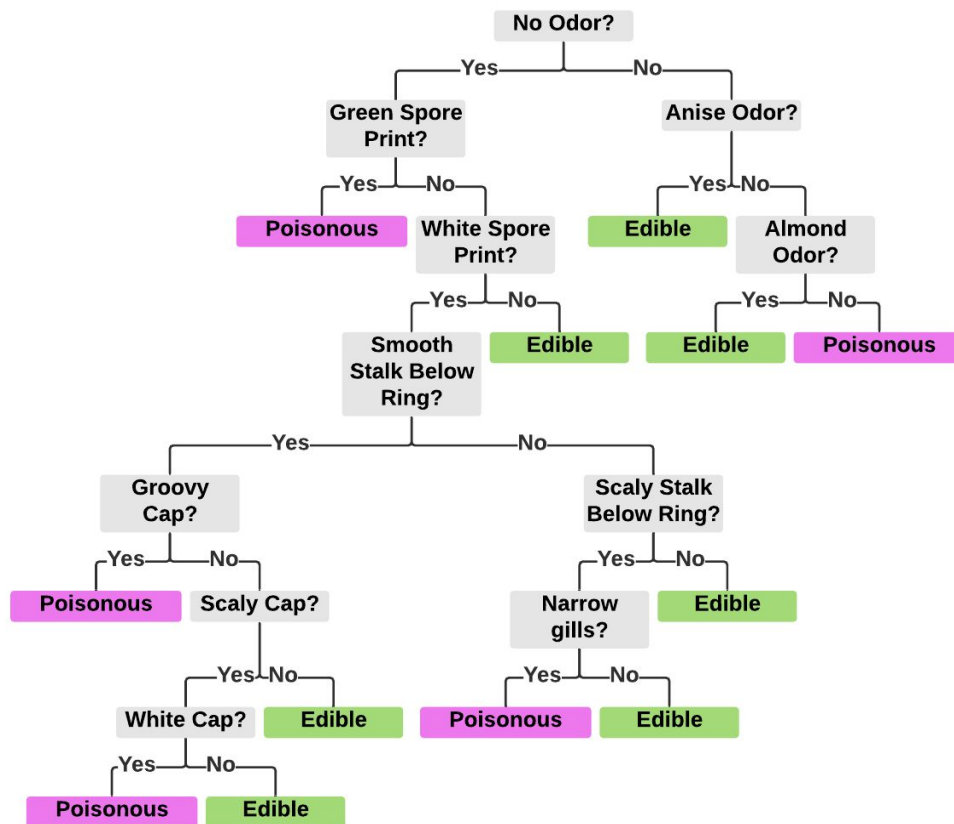 No Odor?
Yes
No
Green Spore
Print?
Anise Odor?
Yes
No
Yes
No
Poisonous
White Spore
Print?
Edible
Almond
Odor?
Yes
No
Yes
No
Smooth
Stalk Below
Ring?
Edible
Edible
Poisonous
Yes
No
Groovy
Cap?
Scaly Stalk
Below Ring?
Yes
No
Yes
No
Poisonous
Scaly Cap?
Narrow
gills?
Edible
Yes
No
Yes
No
White Cap?
Edible
Poisonous
Edible
Yes
No
Poisonous
Edible